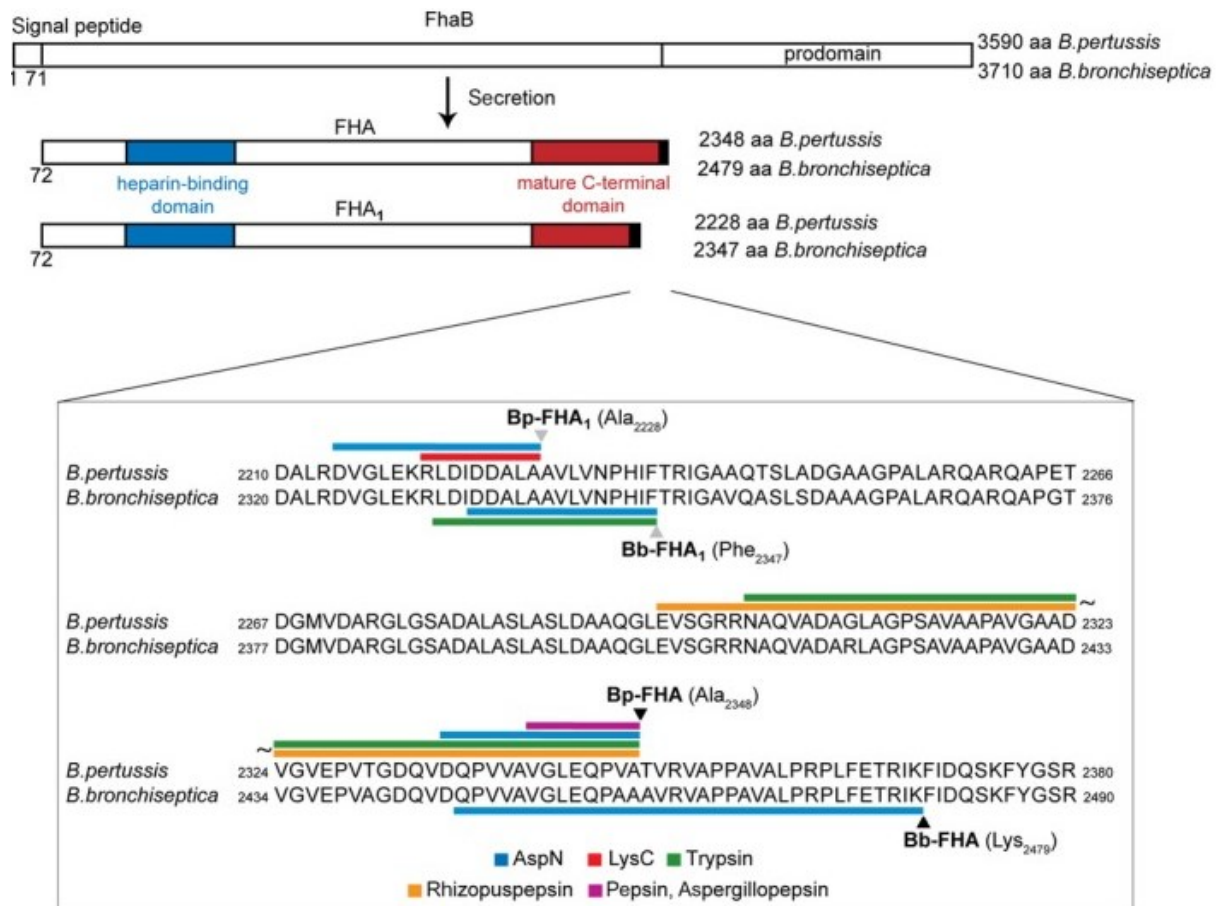 Signal peptide
FhaB
prodomain
3590 aa B.pertussis
3710 aa B.bronchiseptica
1 71
Secretion
FHA
2348 aa B.pertussis
2479 aa B.bronchiseptica
72
heparin-binding
domain
mature C-terminal
domain
FHA₁
2228 aa B.pertussis
2347 aa B.bronchiseptica
72
Bp-FHA₁ (Ala₂₂₂₈)
B.pertussis 2210 DALRDVGLEKRLDIDDALAAVLVNPHIFTRIGAAQTSLADGAAGPALARQARQAPET 2266
B.bronchiseptica 2320 DALRDVGLEKRLDIDDALAAVLVNPHIFTRIGAVQASLSDAAAGPALARQARQAPGT 2376
Bb-FHA₁ (Phe₂₃₄₇)
~
B.pertussis 2267 DGMVDARGLGSADALASLASLDAAQGLEVSGRRNAQVADAGLAGPSAVAAPAVGAAD 2323
B.bronchiseptica 2377 DGMVDARGLGSADALASLASLDAAQGLEVSGRRNAQVADARLAGPSAVAAPAVGAAD 2433
Bp-FHA (Ala₂₃₄₈)
~
B.pertussis 2324 VGVEPVTGDQVDQPVVAVGLEQPVATVRVAPPAVALPRPLFETRIKFIDQSKFYGSR 2380
B.bronchiseptica 2434 VGVEPVAGDQVDQPVVAVGLEQPAAAVRVAPPAVALPRPLFETRIKFIDQSKFYGSR 2490
Bb-FHA (Lys₂₄₇₉)
AspN LysC Trypsin
Rhizopuspepsin Pepsin, Aspergillopepsin